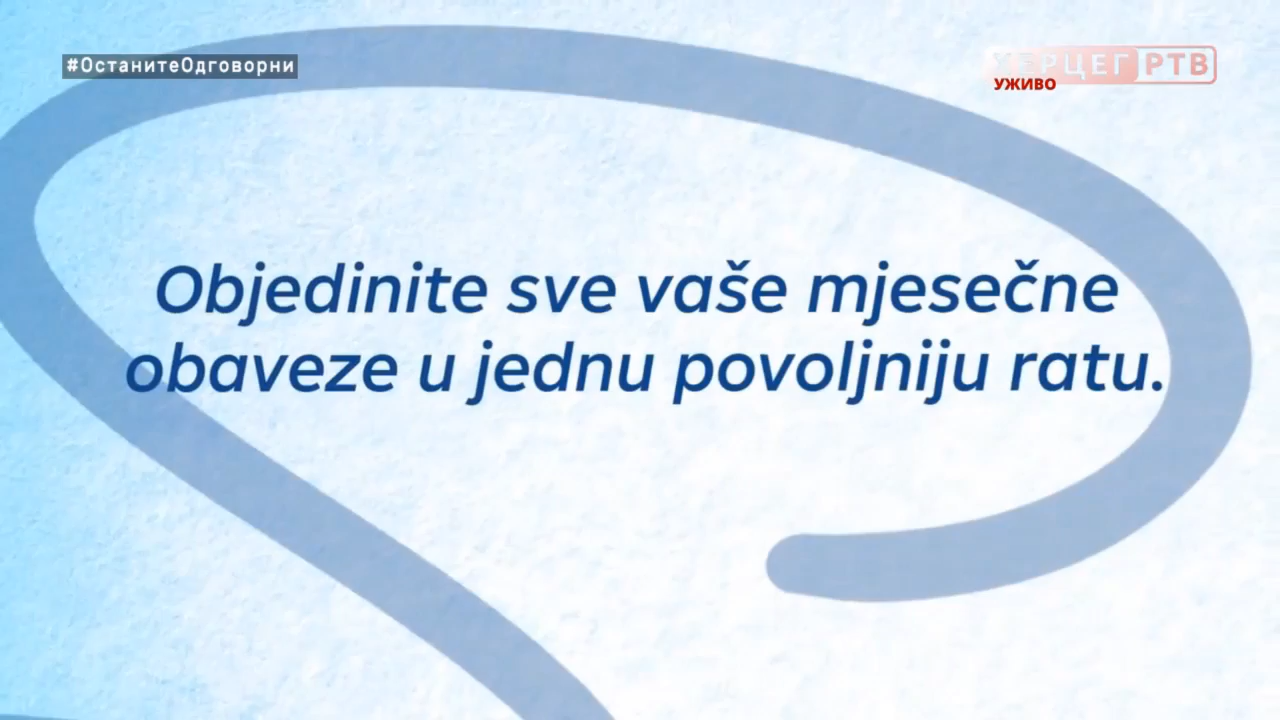 #ОстанитеОдговорни
ХЕРЦЕГ РТВ
УЖИВО
Objedinite sve vaše mjesečne
obaveze u jednu povoljniju ratu.